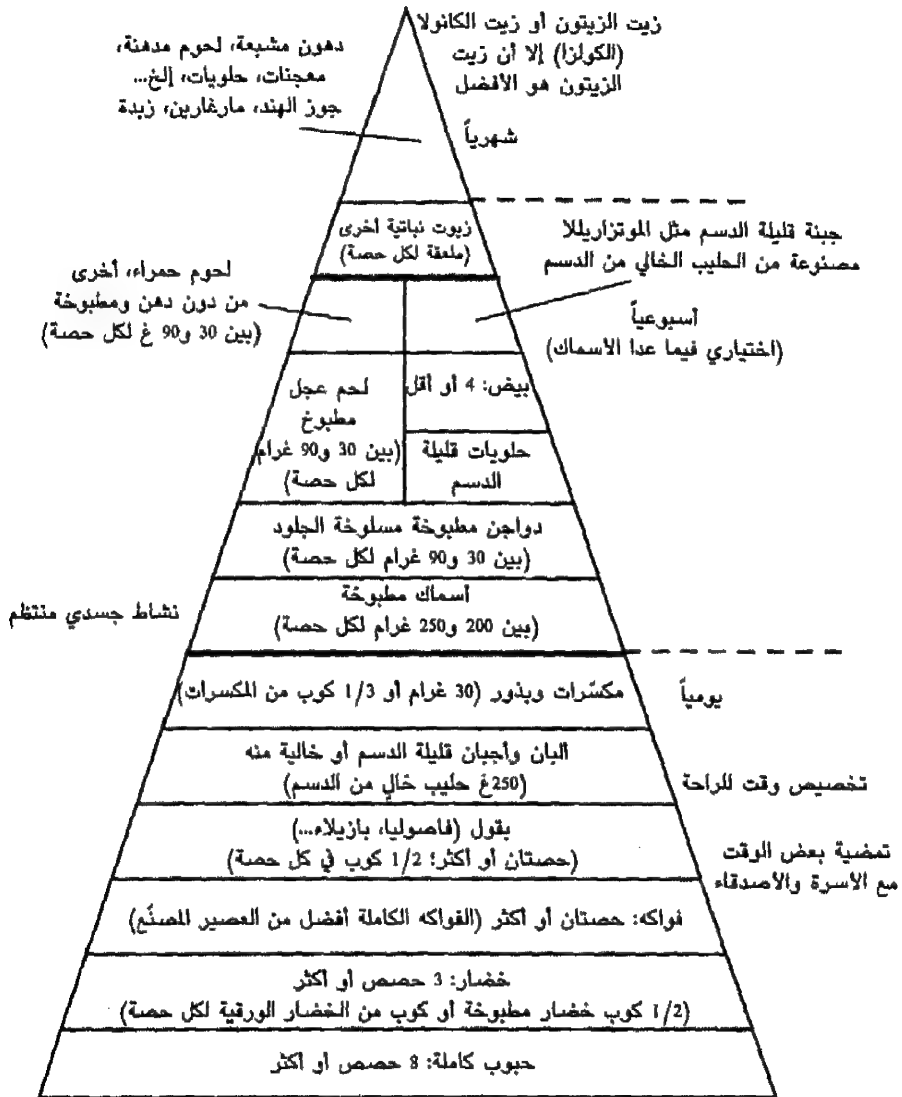 زيت الزيتون أو زيت الكانولا
(الكولزا) إلا أن زيت
الزيتون هو الأفضل
دهون مشبعة، لحوم مدهنة،
معجنات، حلويات، إلخ...
جوز الهند، مارغارين، زبدة
شهرياً
زيوت نباتية أخرى
(ملعقة لكل حصة)
جبنة قليلة الدسم مثل الموتزاريللا
مصنوعة من الحليب الخالي من الدسم
لحوم حمراء، أخرى
من دون دهن ومطبوخة
(بين 30 و90 غ لكل حصة)
أسبوعياً
(اختياري فيما عدا الأسماك)
بيض: 4 أو أقل
لحم عجل
مطبوخ
(بين 30 و90 غرام
لكل حصة)
حلويات قليلة
الدسم
دواجن مطبوخة مسلوخة الجلود
(بين 30 و90 غرام لكل حصة)
أسماك مطبوخة
(بين 200 و250 غرام لكل حصة)
نشاط جسدي منتظم
يومياً
مكسّرات وبذور (30 غرام أو 1/3 كوب من المكسرات)
ألبان وأجبان قليلة الدسم أو خالية منه
(250غ حليب خالٍ من الدسم)
تخصيص وقت للراحة
بقول (فاصوليا، بازيلاء...)
(حصتان أو أكثر؛ 1/2 كوب في كل حصة)
تمضية بعض الوقت
مع الأسرة والأصدقاء
فواكه: حصتان أو أكثر (الفواكه الكاملة أفضل من العصير المصنّع)
خضار: 3 حصص أو أكثر
(1/2 كوب خضار مطبوخة أو كوب من الخضار الورقية لكل حصة)
حبوب كاملة: 8 حصص أو أكثر